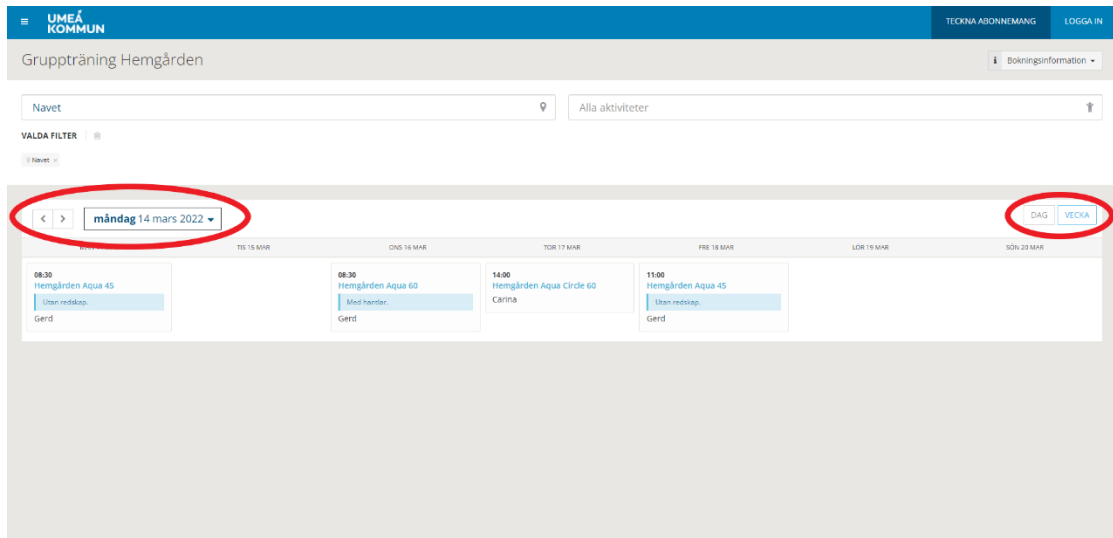 UMEÅ
KOMMUN
TECKNA ABONNEMANG
LOGGA IN
Gruppträning Hemgården
i Bokningsinformation
Navet
Alla aktiviteter
VALDA FILTER
Navet ×
< > måndag 14 mars 2022
DAG VECKA
TIS 15 MAR
ONS 16 MAR
TOR 17 MAR
FRE 18 MAR
LÖR 19 MAR
SÖN 20 MAR
08:30
Hemgården Aqua 45
Utan redskap.
Gerd
08:30
Hemgården Aqua 60
Med hantlar.
Gerd
14:00
Hemgården Aqua Circle 60
Carina
11:00
Hemgården Aqua 45
Utan redskap.
Gerd